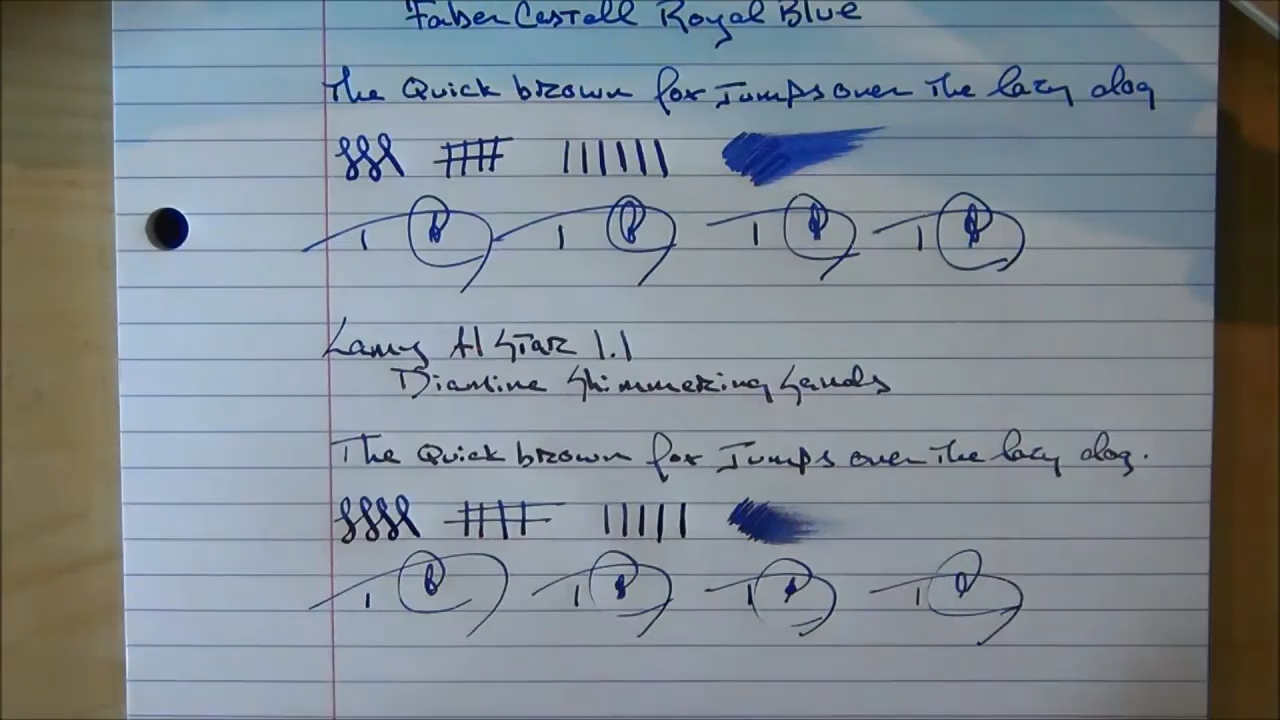 Faber Castell Royal Blue
The Quick brown fox Jumps over The lazy dog
Lamy Al Star 1.1
Diamine Shimmering Sands
The Quick brown fox Jumps over The lazy dog.